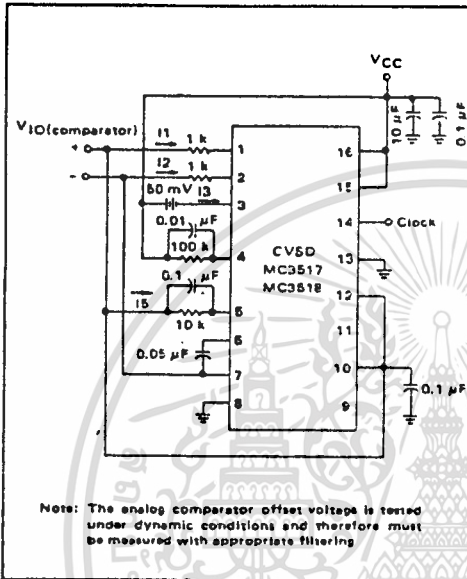 VCC
10 µF
0.1 µF
VIO(comparator)
+
I1
1 k
1
16
I2
1 k
-
2
15
50 mV
I3
3
14
Clock
0.01 µF
100 k
4
CVSD
MC3517
MC3518
13
0.1 µF
12
I5
5
10 k
11
6
0.05 µF
7
10
0.1 µF
8
9
Note: The analog comparator offset voltage is tested
under dynamic conditions and therefore must
be measured with appropriate filtering